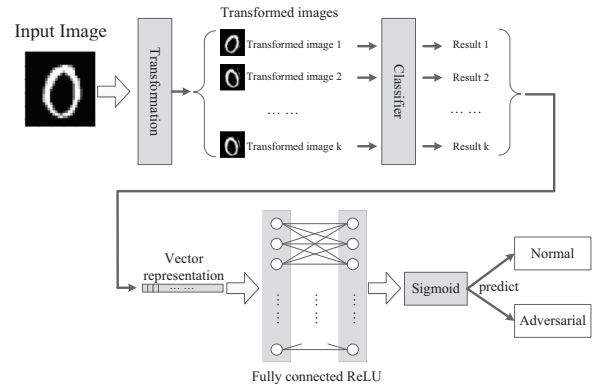 Transformed images
Input Image
Transformation
Transformed image 1
Transformed image 2
... ...
Transformed image k
Classifier
Result 1
Result 2
... ...
Result k
Vector
representation
... ...
Fully connected ReLU
Sigmoid
predict
Normal
Adversarial